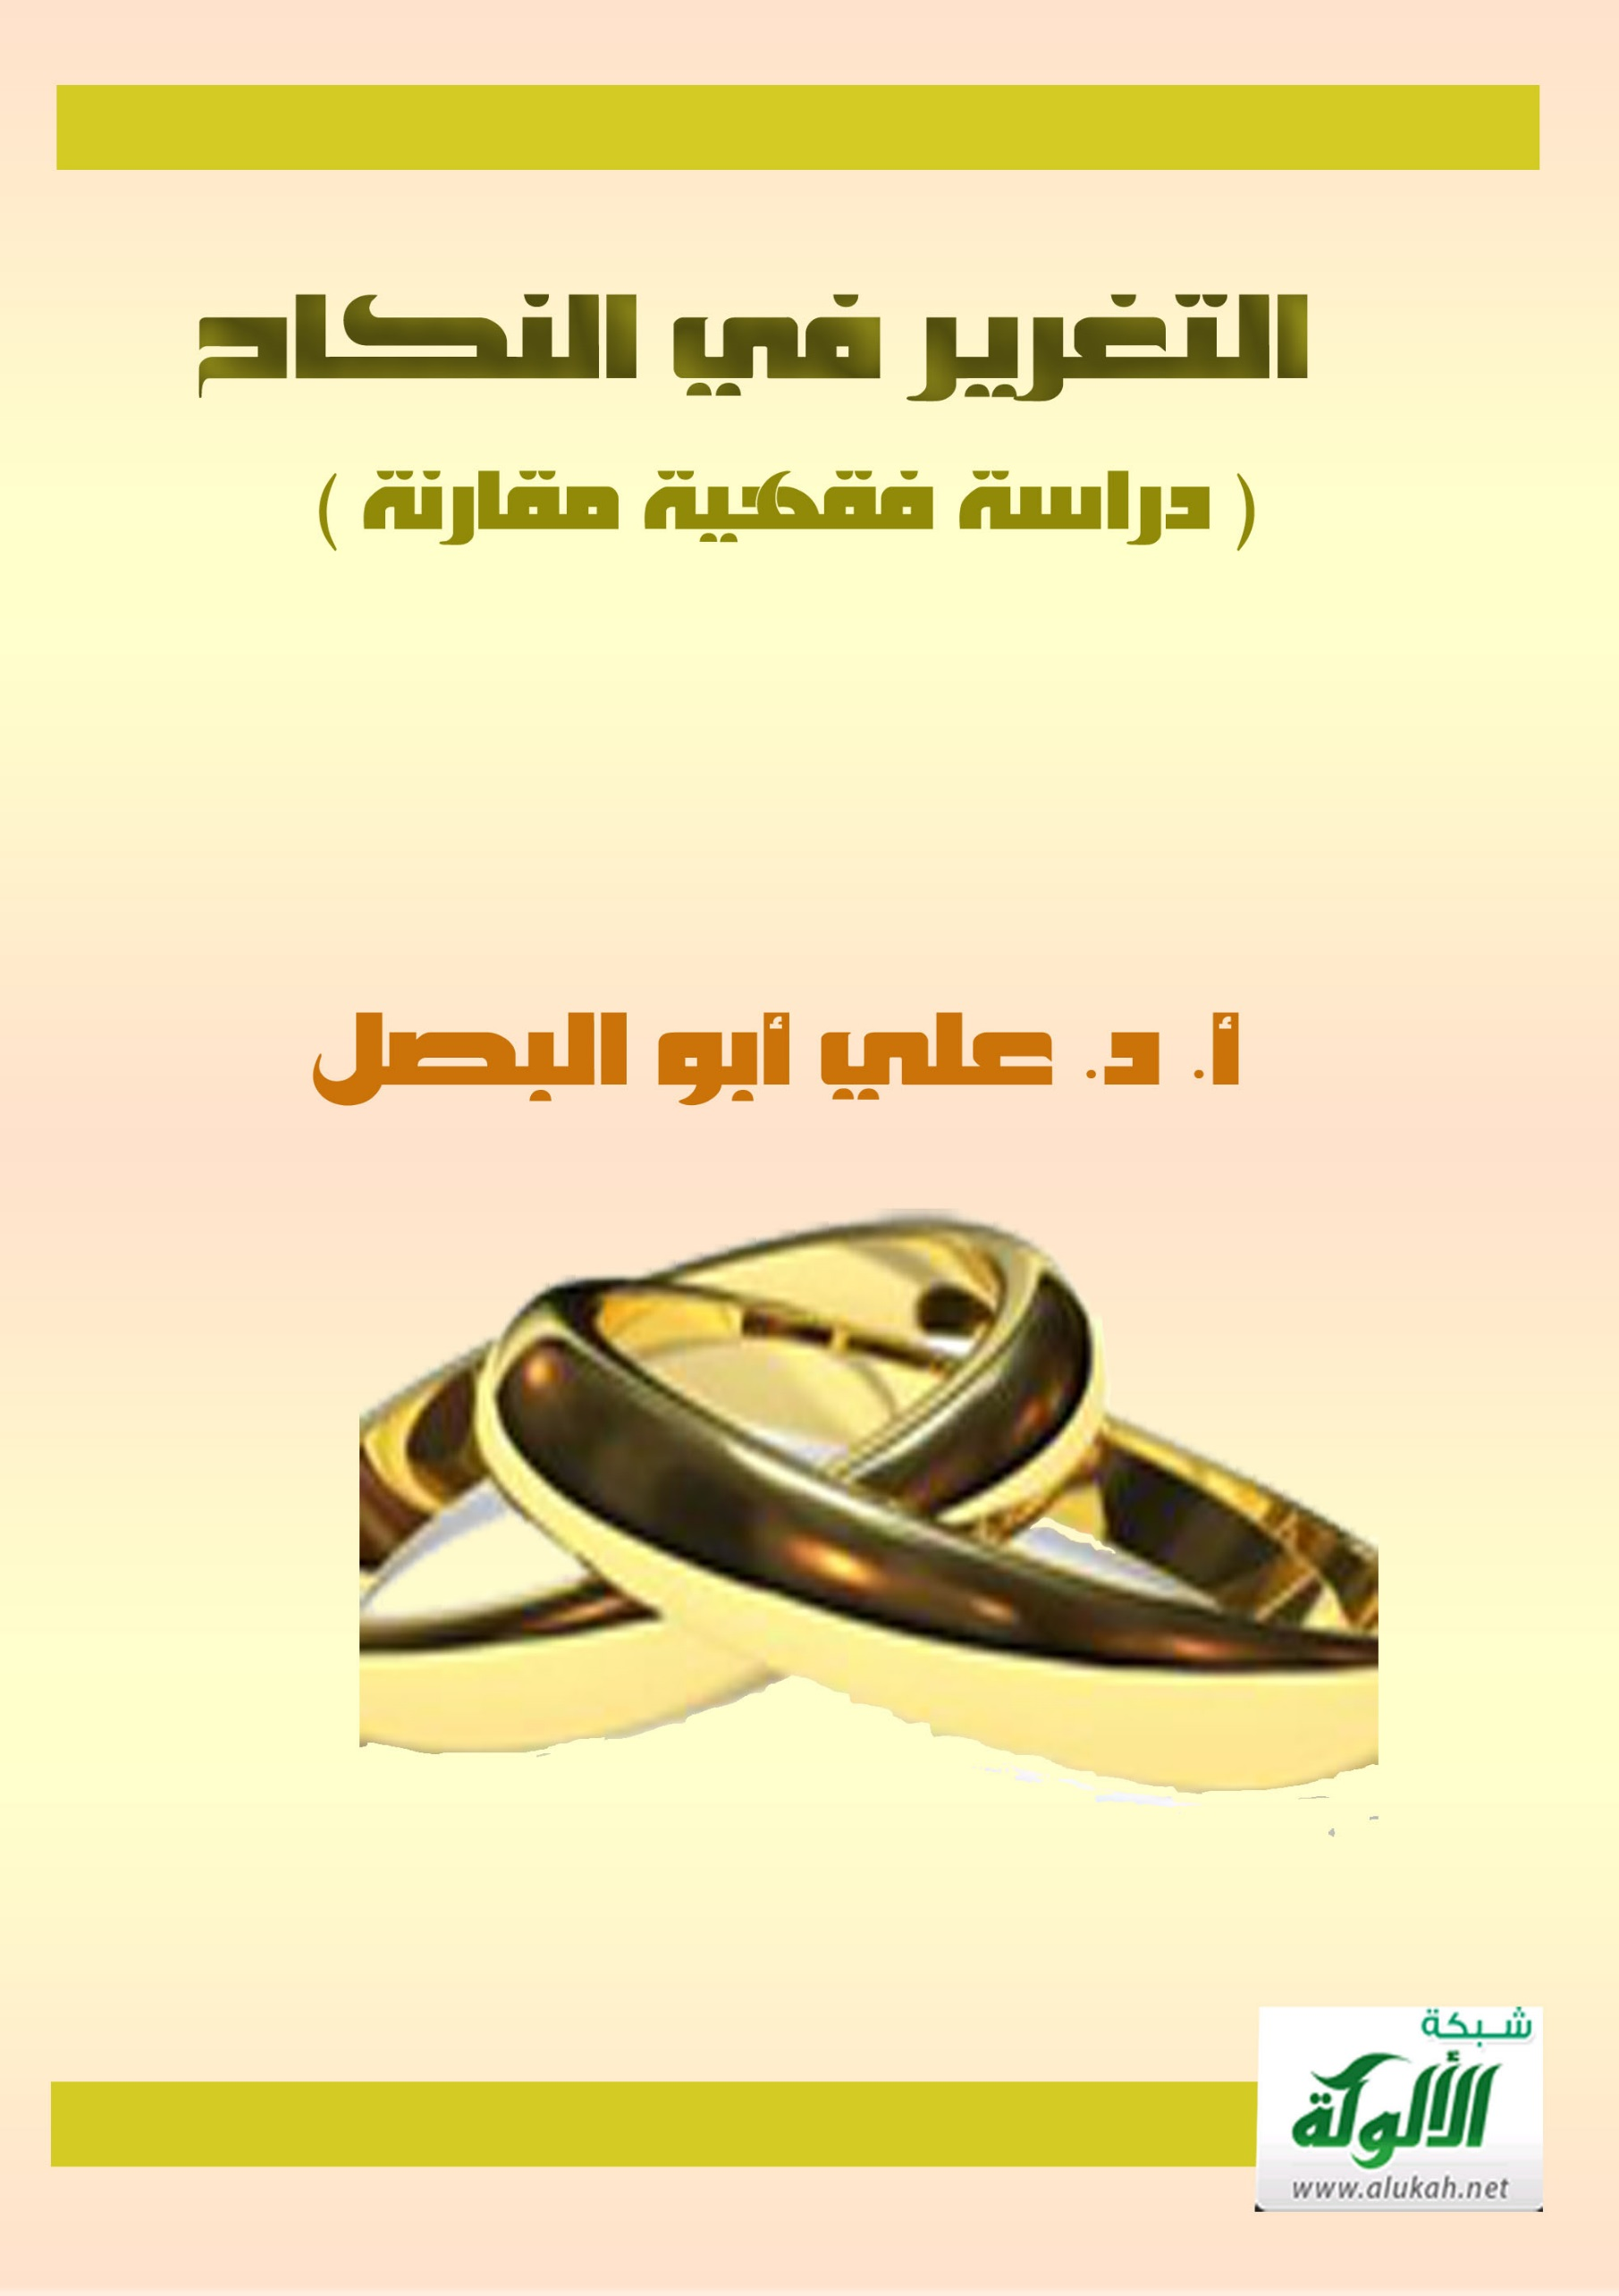 التغرير في النكاح
( دراسة فقهية مقارنة )
أ. د. علي أبو البصل
شبكة
الألوكة
www.alukah.net